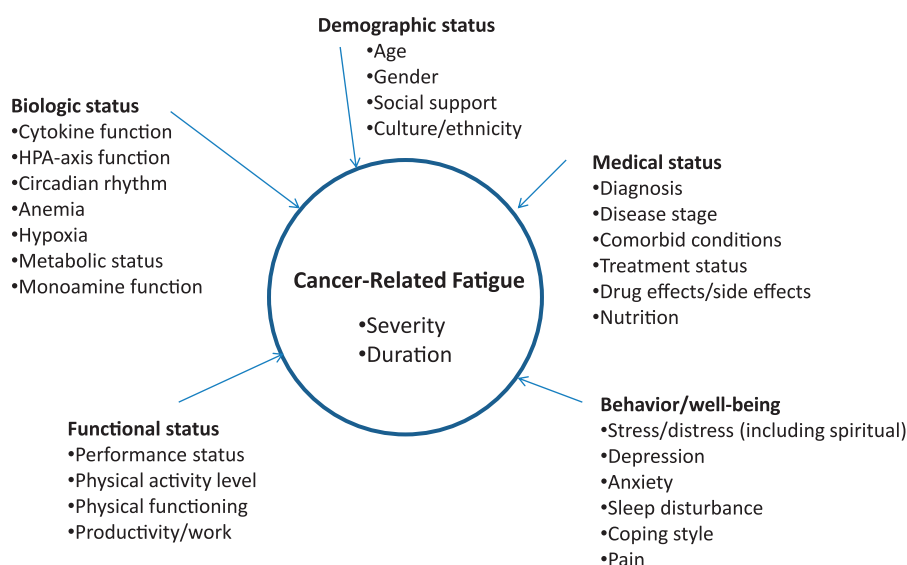 Demographic status
•Age
•Gender
•Social support
•Culture/ethnicity
Biologic status
•Cytokine function
•HPA-axis function
•Circadian rhythm
•Anemia
•Hypoxia
•Metabolic status
•Monoamine function
Medical status
•Diagnosis
•Disease stage
•Comorbid conditions
•Treatment status
•Drug effects/side effects
•Nutrition
Cancer-Related Fatigue
•Severity
•Duration
Functional status
•Performance status
•Physical activity level
•Physical functioning
•Productivity/work
Behavior/well-being
•Stress/distress (including spiritual)
•Depression
•Anxiety
•Sleep disturbance
•Coping style
•Pain